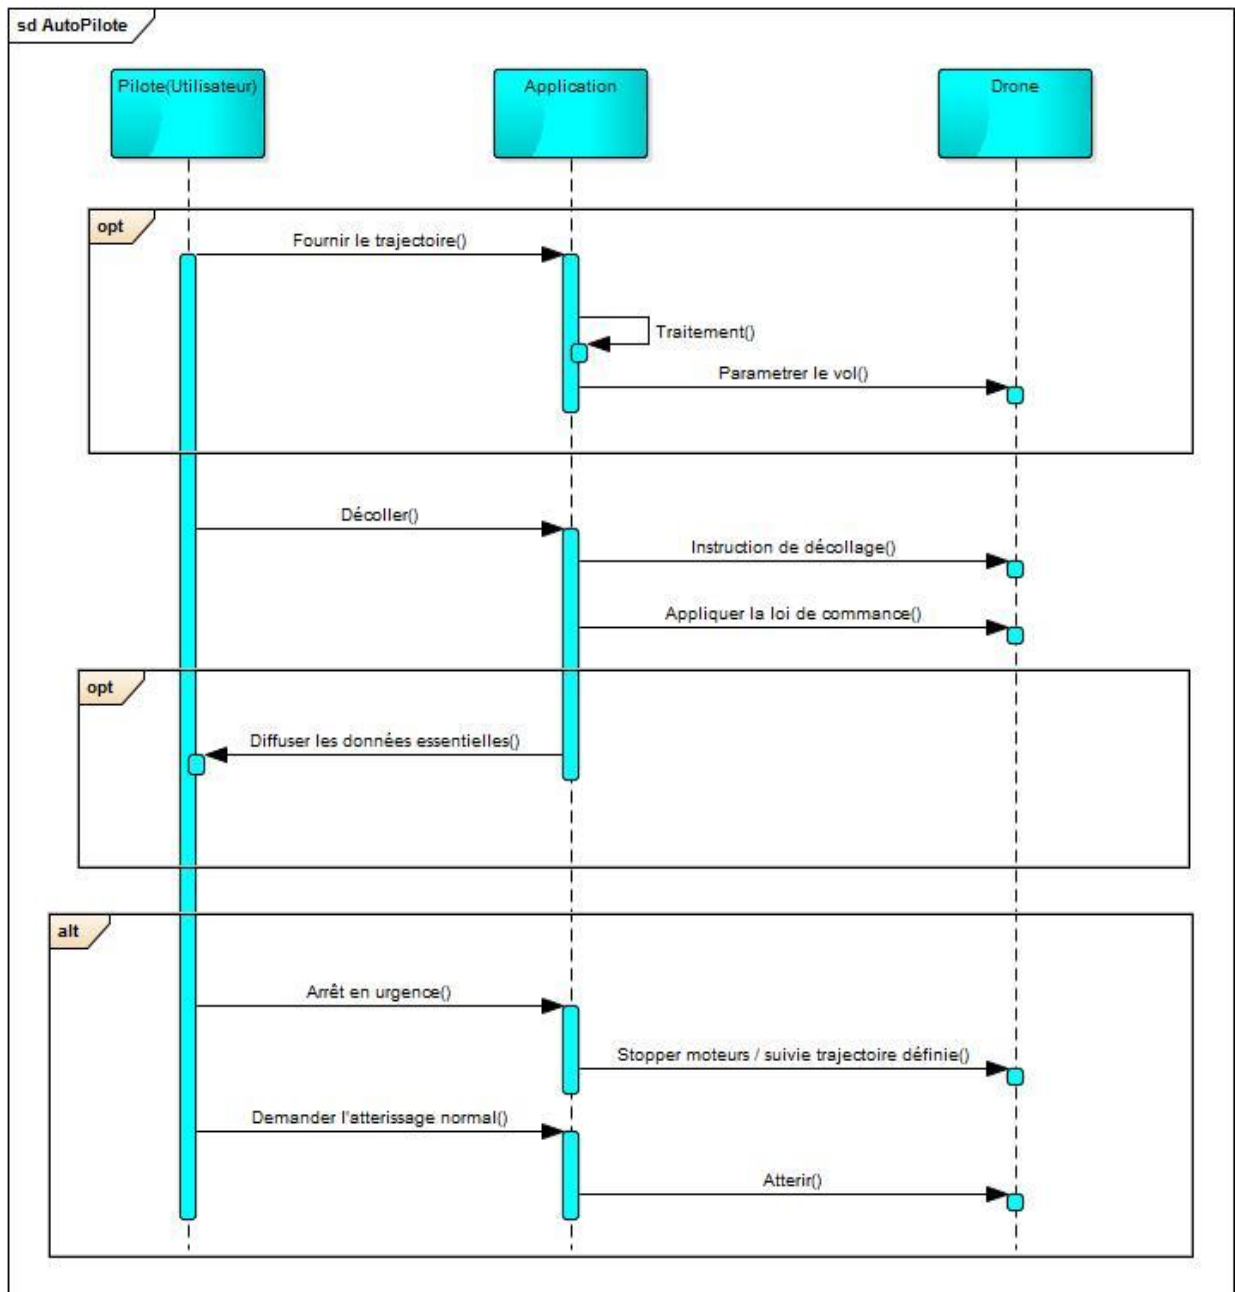 sd AutoPilote
Pilote(Utilisateur)
Application
Drone
opt
Fournir le trajectoire()
Traitement()
Parametrer le vol()
Décoller()
Instruction de décollage()
Appliquer la loi de commance()
opt
Diffuser les données essentielles()
alt
Arrêt en urgence()
Stopper moteurs / suivie trajectoire définie()
Demander l'atterissage normal()
Atterir()